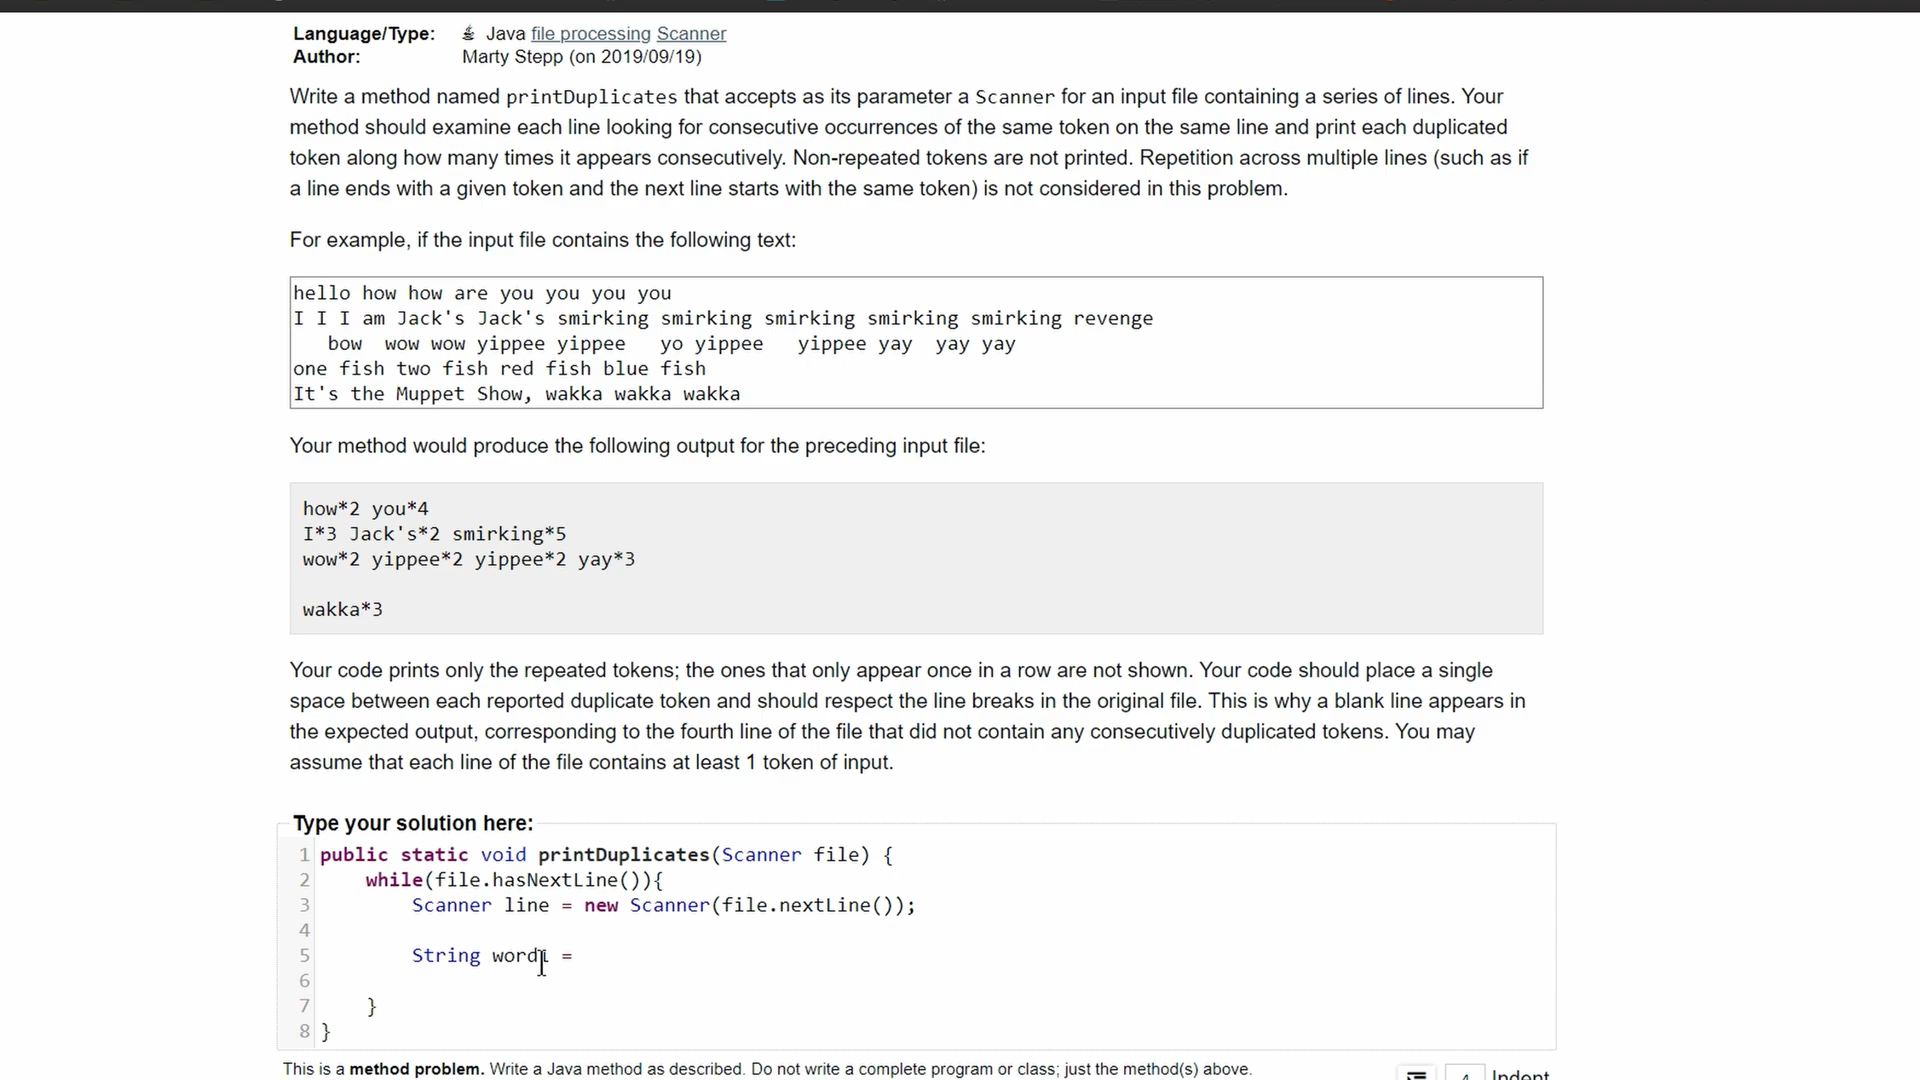 Language/Type: Java file processing Scanner
Author: Marty Stepp (on 2019/09/19)
Write a method named printDuplicates that accepts as its parameter a Scanner for an input file containing a series of lines. Your
method should examine each line looking for consecutive occurrences of the same token on the same line and print each duplicated
token along how many times it appears consecutively. Non-repeated tokens are not printed. Repetition across multiple lines (such as if
a line ends with a given token and the next line starts with the same token) is not considered in this problem.
For example, if the input file contains the following text:
hello how how are you you you you
I I I am Jack's Jack's smirking smirking smirking smirking smirking revenge
   bow  wow wow yippee yippee   yo yippee   yippee yay  yay yay
one fish two fish red fish blue fish
It's the Muppet Show, wakka wakka wakka
Your method would produce the following output for the preceding input file:
how*2 you*4
I*3 Jack's*2 smirking*5
wow*2 yippee*2 yippee*2 yay*3
wakka*3
Your code prints only the repeated tokens; the ones that only appear once in a row are not shown. Your code should place a single
space between each reported duplicate token and should respect the line breaks in the original file. This is why a blank line appears in
the expected output, corresponding to the fourth line of the file that did not contain any consecutively duplicated tokens. You may
assume that each line of the file contains at least 1 token of input.
Type your solution here:
1 public static void printDuplicates(Scanner file) {
2     while(file.hasNextLine()){
3         Scanner line = new Scanner(file.nextLine());
4
5         String word1 =
6
7     }
8 }
This is a method problem. Write a Java method as described. Do not write a complete program or class; just the method(s) above.
4 Indent